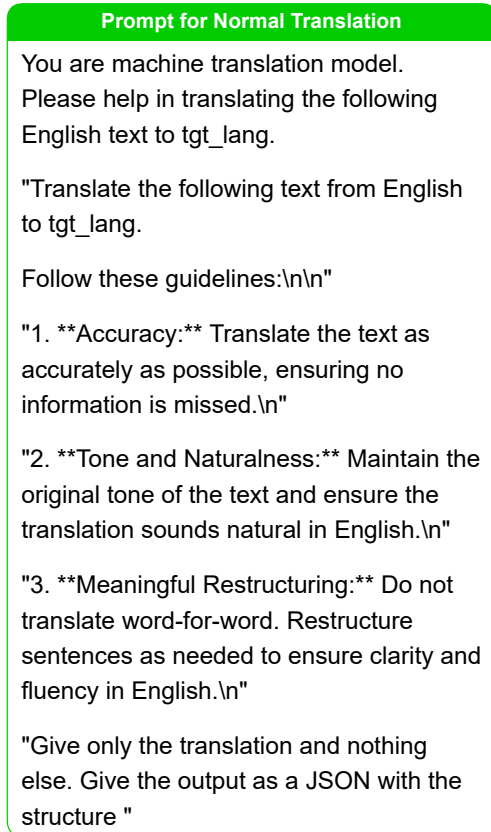 Prompt for Normal Translation
You are machine translation model.
Please help in translating the following
English text to tgt_lang.
"Translate the following text from English
to tgt_lang.
Follow these guidelines:\n\n"
"1. **Accuracy:** Translate the text as
accurately as possible, ensuring no
information is missed.\n"
"2. **Tone and Naturalness:** Maintain the
original tone of the text and ensure the
translation sounds natural in English.\n"
"3. **Meaningful Restructuring:** Do not
translate word-for-word. Restructure
sentences as needed to ensure clarity and
fluency in English.\n"
"Give only the translation and nothing
else. Give the output as a JSON with the
structure "